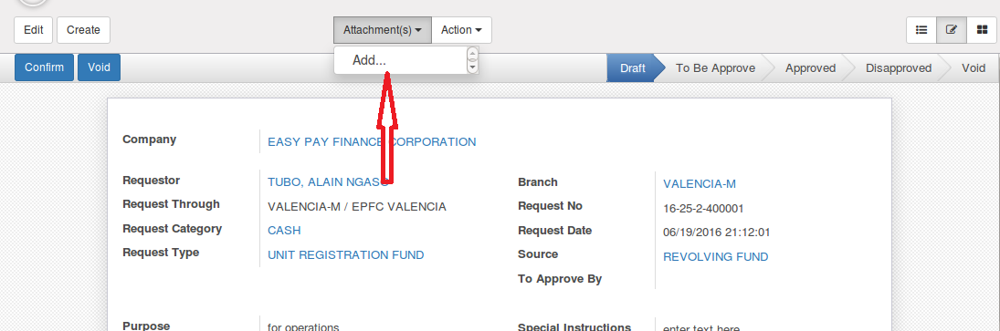 Edit Create Attachment(s) Action
Add...
Confirm Void Draft To Be Approve Approved Disapproved Void
Company EASY PAY FINANCE CORPORATION
Requestor TUBO, ALAIN Branch VALENCIA-M
Request Through VALENCIA-M / EPFC VALENCIA Request No 16-25-2-400001
Request Category CASH Request Date 06/19/2016 21:12:01
Request Type UNIT REGISTRATION FUND Source REVOLVING FUND
To Approve By
Purpose for operations Special Instructions enter text here